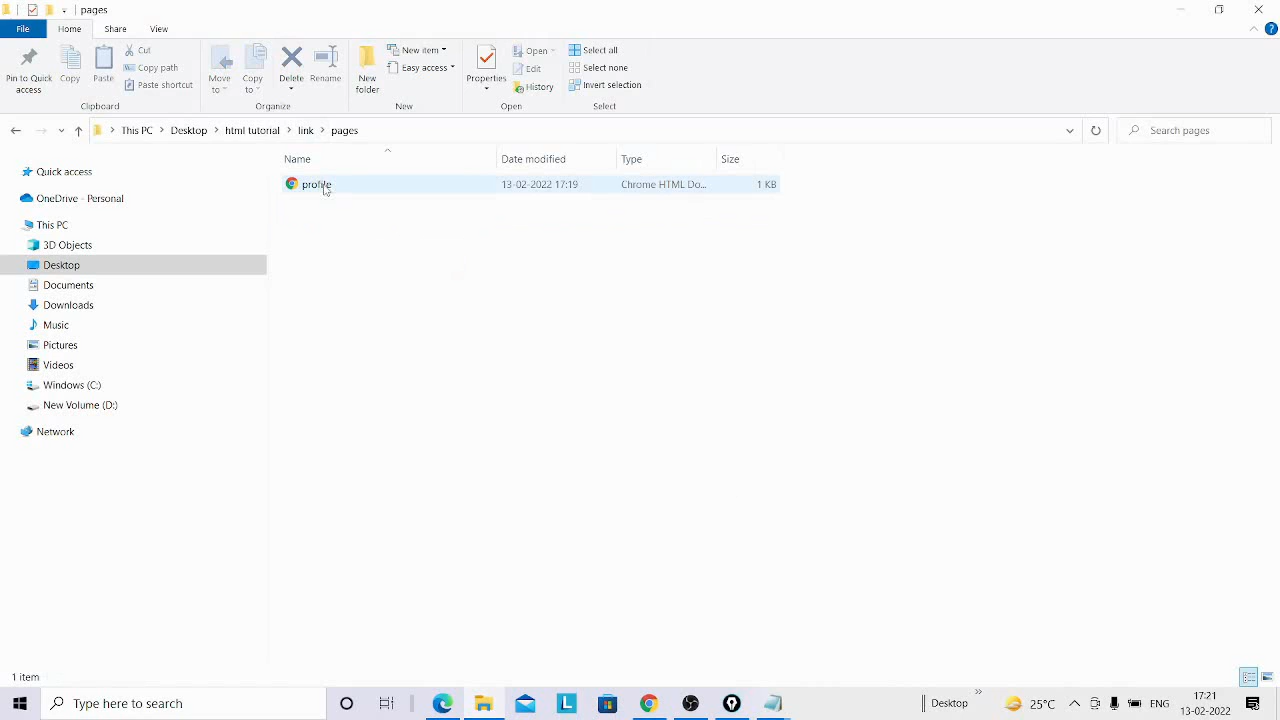 pages
File Home Share View
Pin to Quick access
Copy
Paste
Cut
Copy path
Paste shortcut
Clipboard
Move to
Copy to
Delete
Rename
Organize
New folder
New item
Easy access
New
Properties
Open
Edit
History
Open
Select all
Select none
Invert selection
Select
This PC Desktop html tutorial link pages
Search pages
Name Date modified Type Size
profile 13-02-2022 17:19 Chrome HTML Do... 1 KB
Quick access
OneDrive - Personal
This PC
3D Objects
Desktop
Documents
Downloads
Music
Pictures
Videos
Windows (C:)
New Volume (D:)
Network
1 item
Type here to search
L
Desktop
25°C
ENG
17:21
13-02-2022